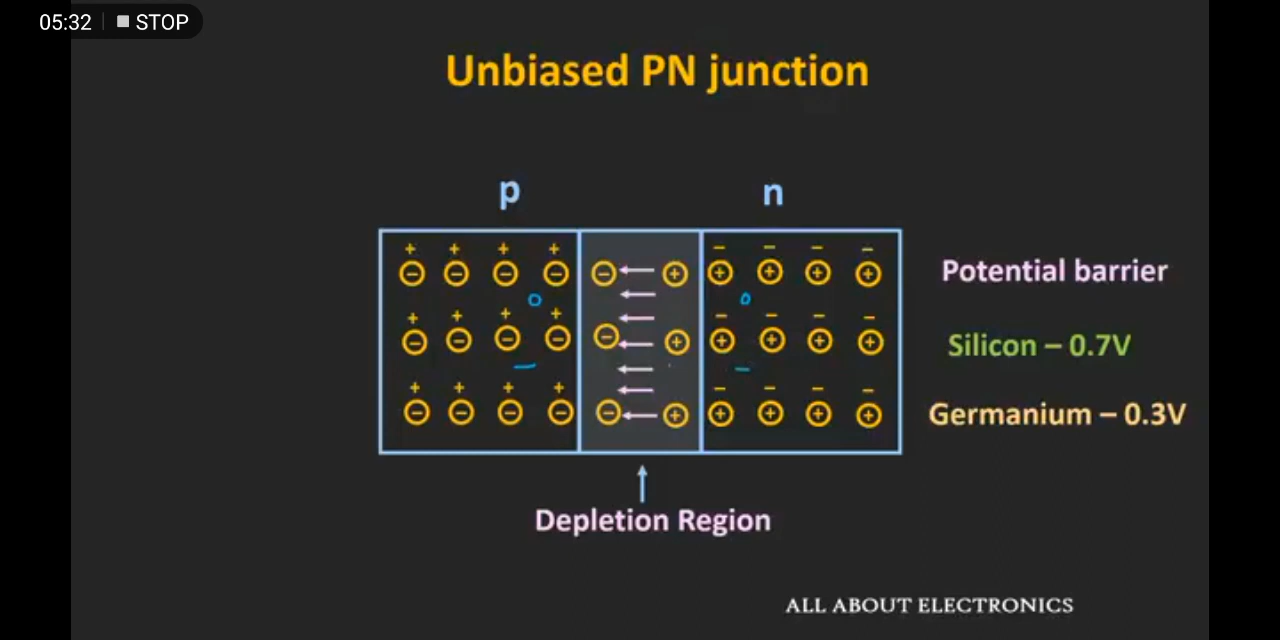 05:32 STOP
Unbiased PN junction
p n
Potential barrier
Silicon – 0.7V
Germanium – 0.3V
Depletion Region
ALL ABOUT ELECTRONICS